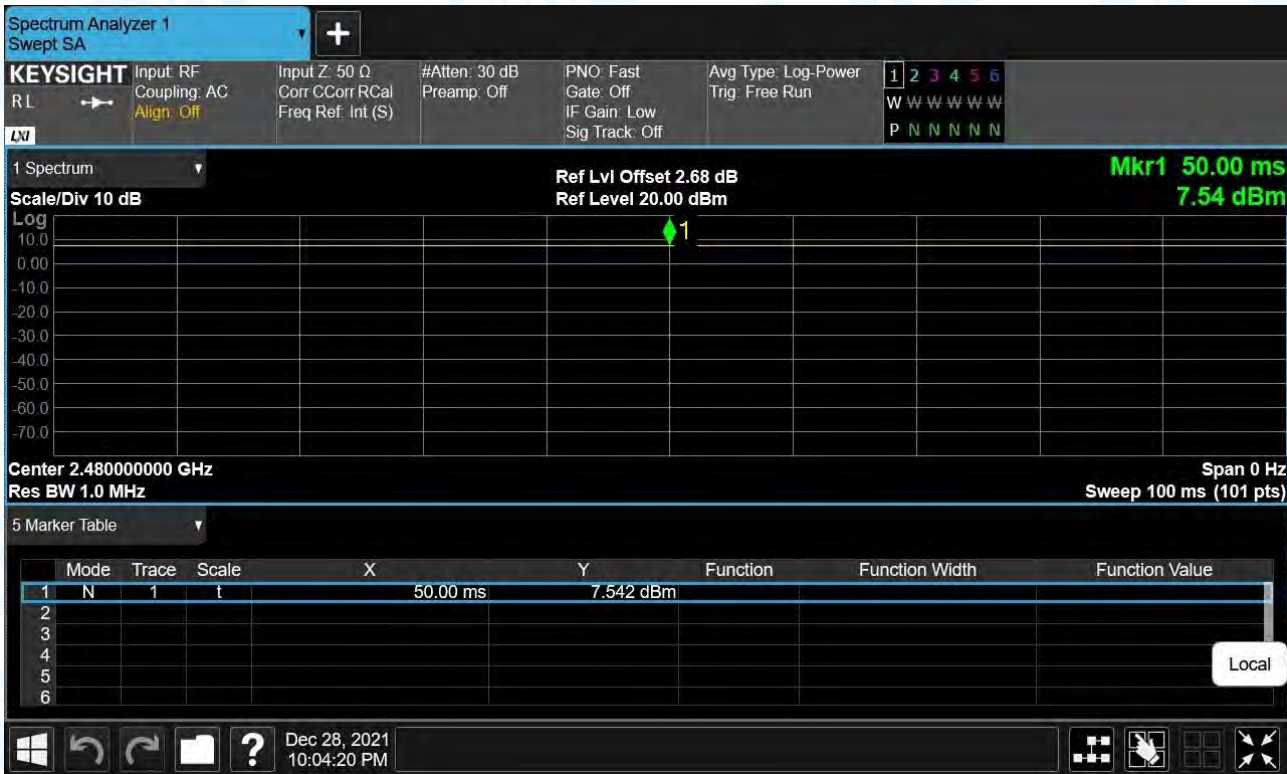 Spectrum Analyzer 1
Swept SA
+
KEYSIGHT
RL
LXI
Input: RF
Coupling: AC
Align: Off
Input Z: 50 Ω
Corr CCorr RCal
Freq Ref: Int (S)
#Atten: 30 dB
Preamp: Off
PNO: Fast
Gate: Off
IF Gain: Low
Sig Track: Off
Avg Type: Log-Power
Trig: Free Run
1 2 3 4 5 6
W W W W W W
P N N N N N
1 Spectrum
Scale/Div 10 dB
Ref Lvl Offset 2.68 dB
Ref Level 20.00 dBm
Mkr1 50.00 ms
7.54 dBm
Log
1
10.0
0.00
-10.0
-20.0
-30.0
-40.0
-50.0
-60.0
-70.0
Center 2.480000000 GHz
Res BW 1.0 MHz
Span 0 Hz
Sweep 100 ms (101 pts)
5 Marker Table
Mode Trace Scale X Y Function Function Width Function Value
1 N 1 t 50.00 ms 7.542 dBm
2
3
4
5
6
Local
?
Dec 28, 2021
10:04:20 PM